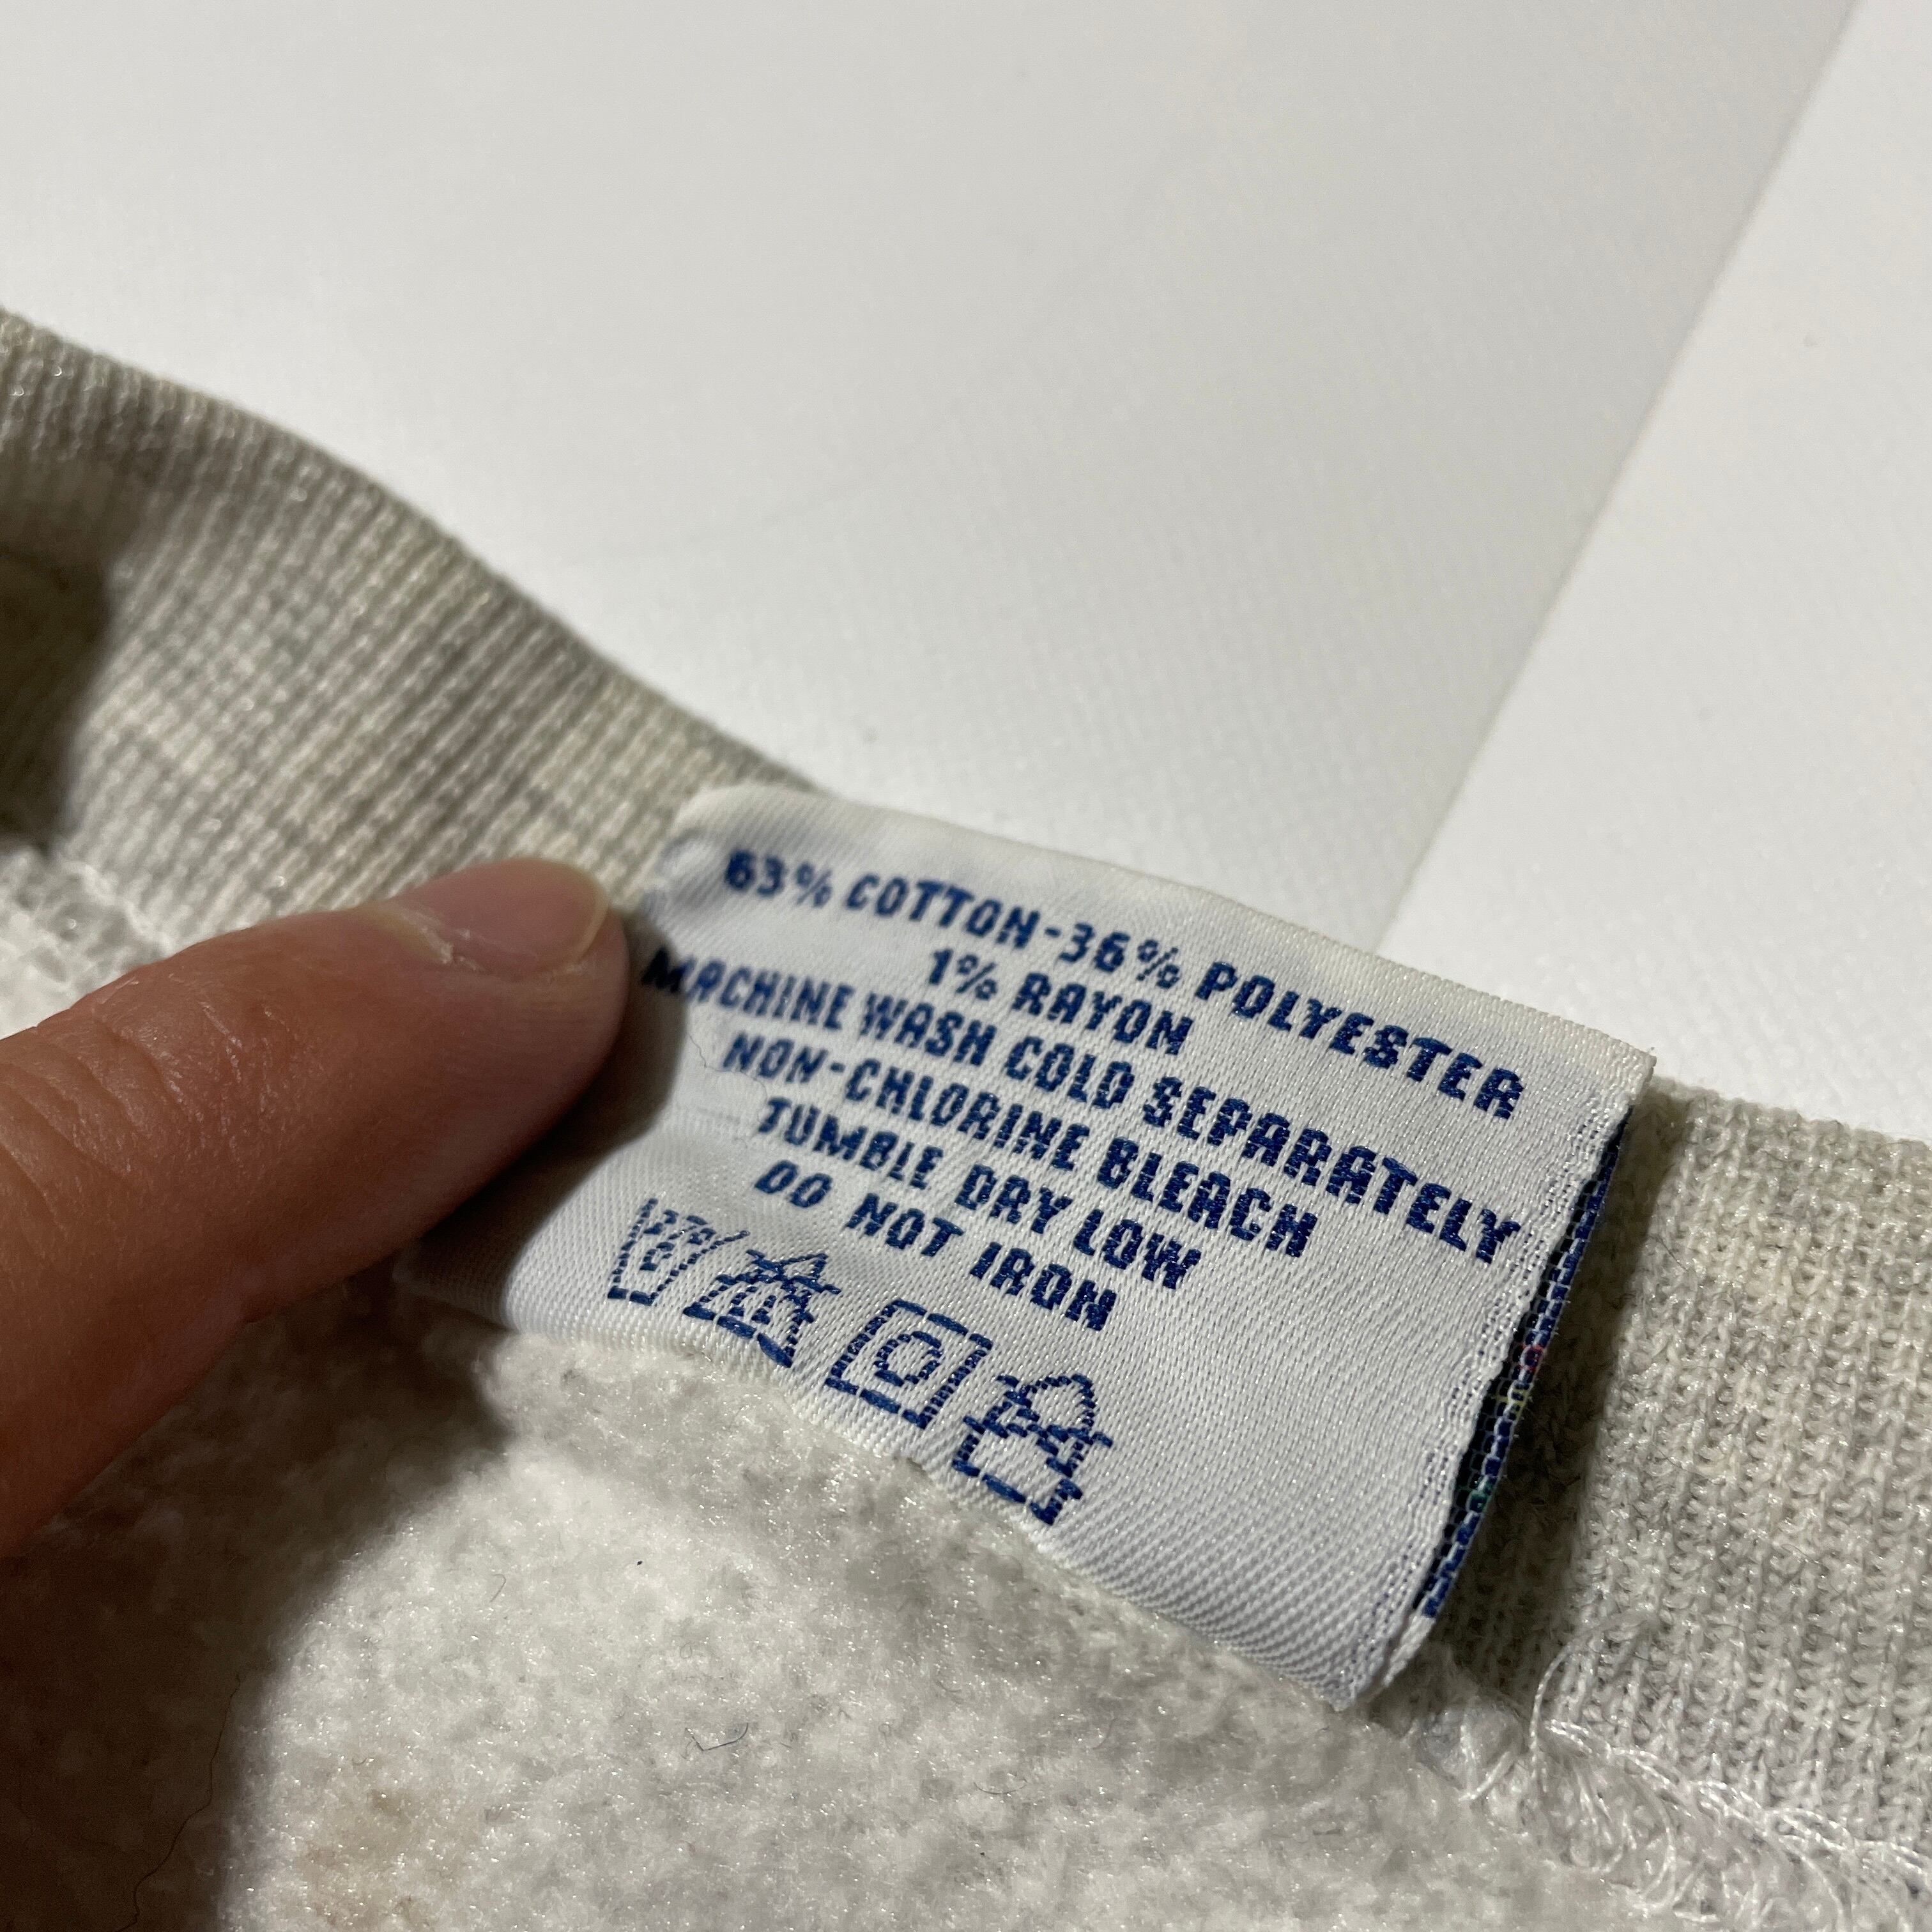 63% COTTON-36% POLYESTER
1% RAYON
MACHINE WASH COLD SEPARATELY
NON-CHLORINE BLEACH
TUMBLE DRY LOW
DO NOT IRON